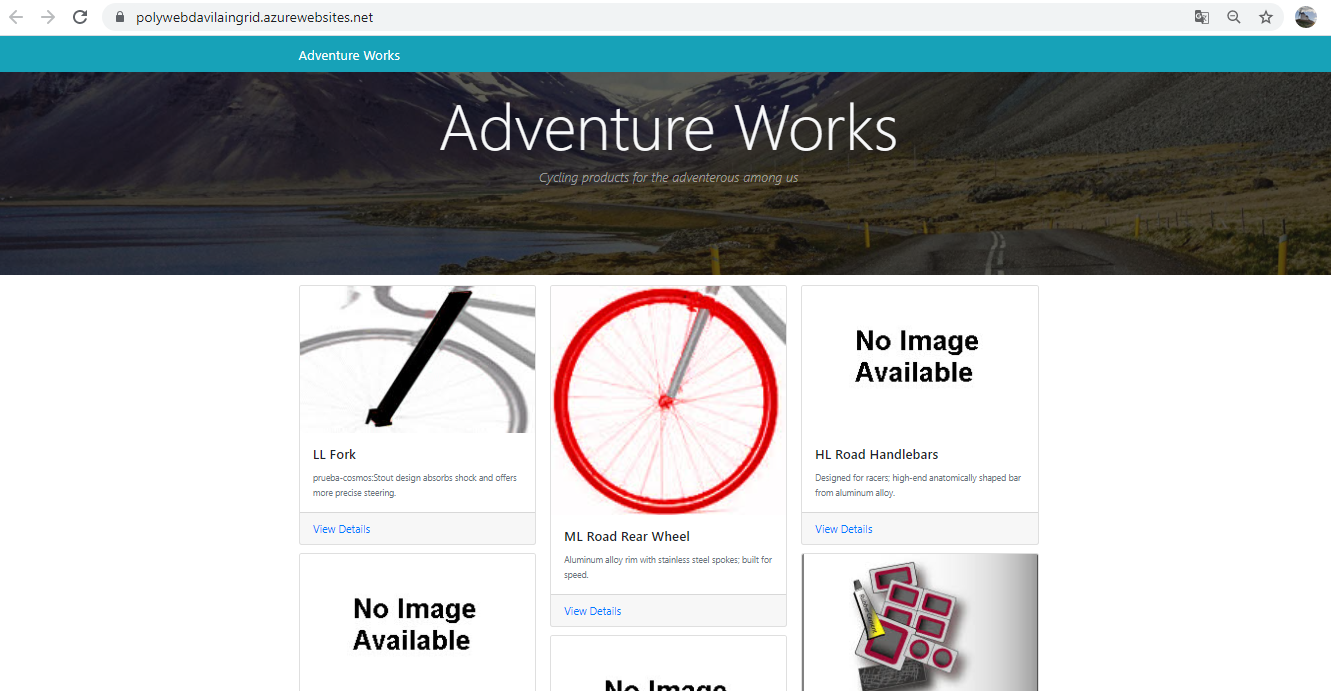 polywebdavilaingrid.azurewebsites.net
Adventure Works
Adventure Works
Cycling products for the adventerous among us
LL Fork
prueba-cosmos:Stout design absorbs shock and offers
more precise steering.
View Details
No Image
Available
ML Road Rear Wheel
Aluminum alloy rim with stainless steel spokes; built for
speed.
View Details
No Image
No Image
Available
HL Road Handlebars
Designed for racers; high-end anatomically shaped bar
from aluminum alloy.
View Details